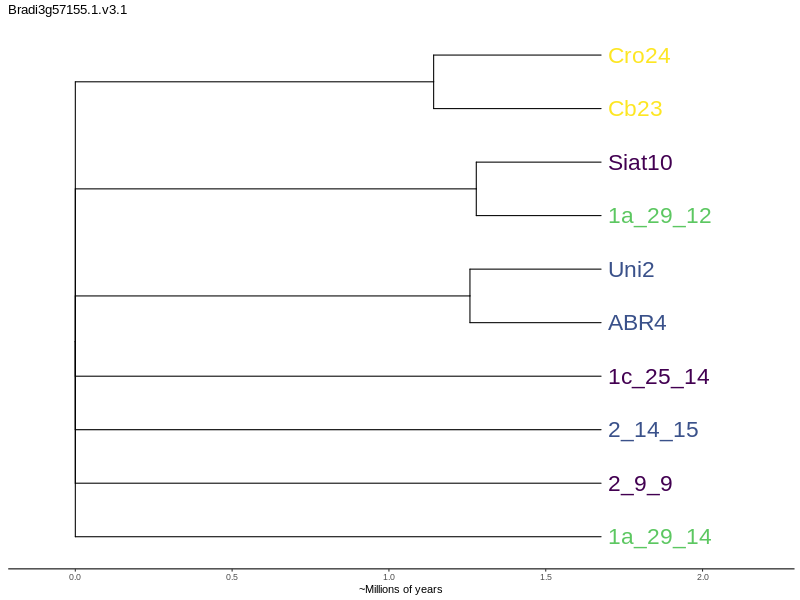 Bradi3g57155.1.v3.1
Cro24
Cb23
Siat10
1a_29_12
Uni2
ABR4
1c_25_14
2_14_15
2_9_9
1a_29_14
0.0 0.5 1.0 1.5 2.0
~Millions of years